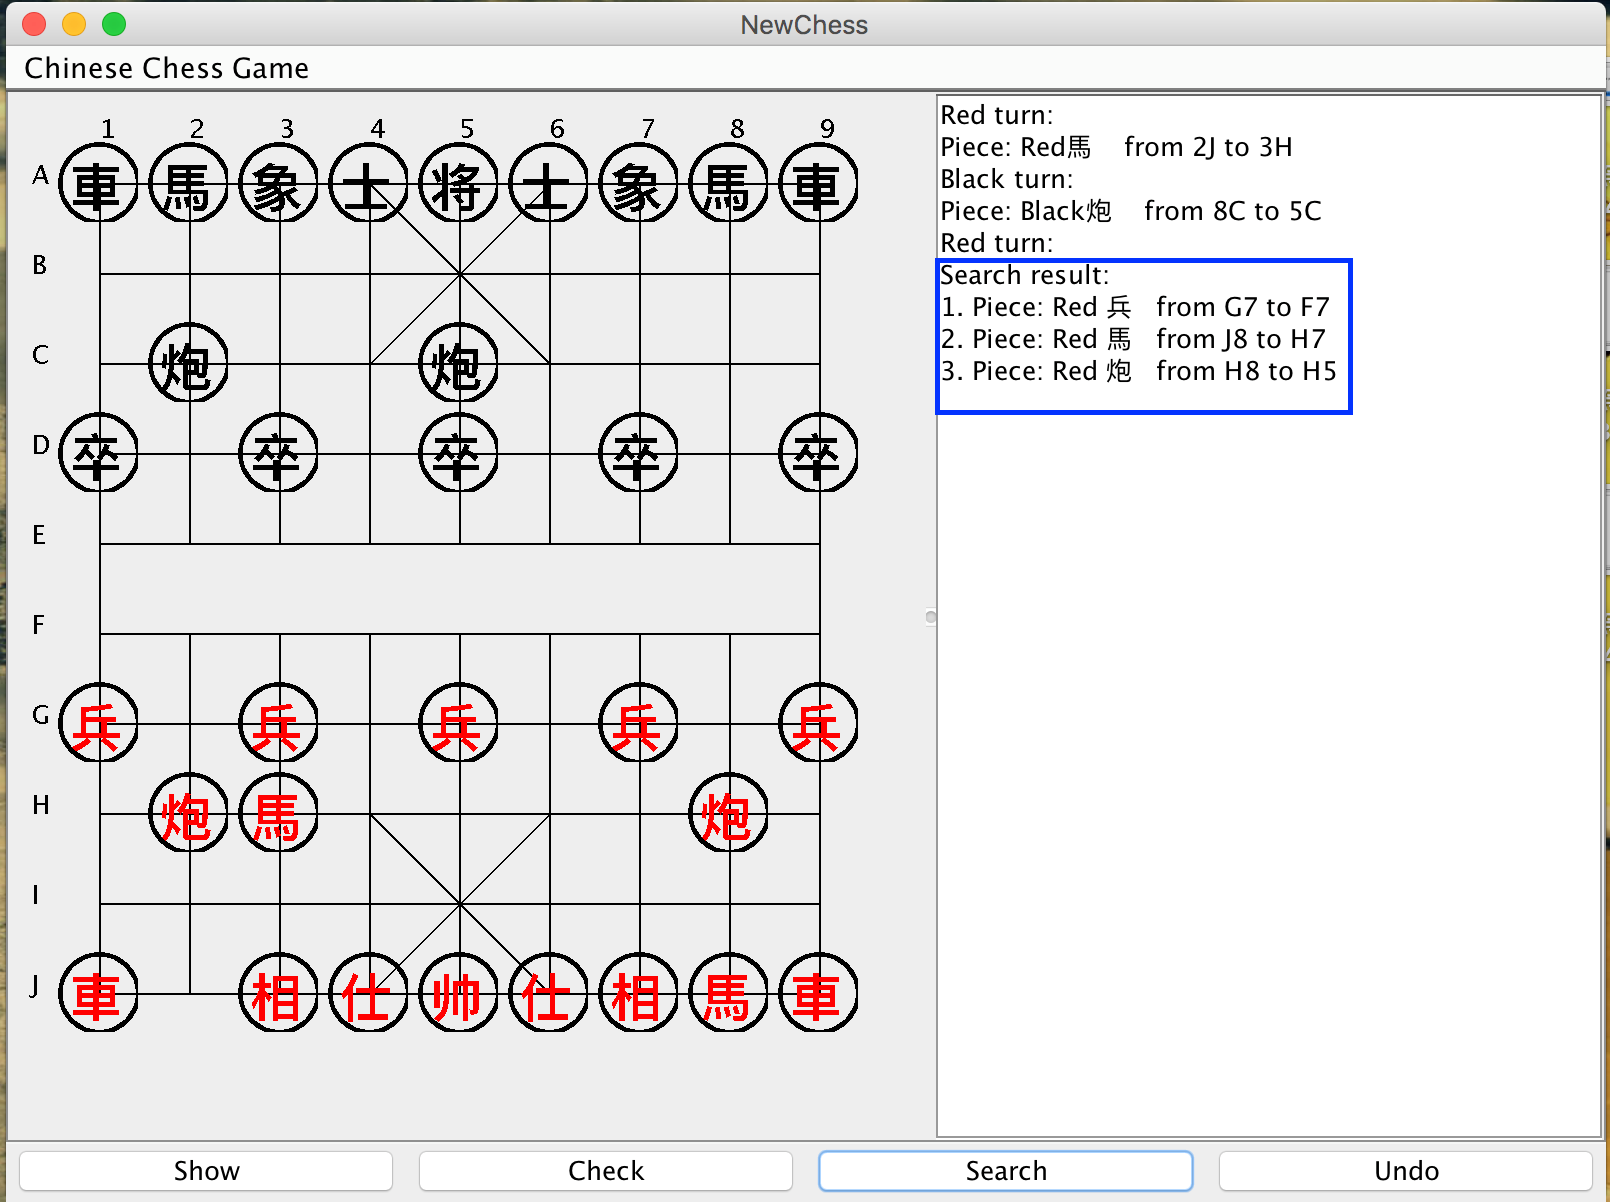 NewChess
Chinese Chess Game
1 2 3 4 5 6 7 8 9
A 車 馬 象 士 将 士 象 馬 車
B
C 炮 炮
D 卒 卒 卒 卒 卒
E
F
G 兵 兵 兵 兵 兵
H 炮 馬 炮
I
J 車 相 仕 帅 仕 相 馬 車
Red turn:
Piece: Red馬 from 2J to 3H
Black turn:
Piece: Black炮 from 8C to 5C
Red turn:
Search result:
1. Piece: Red 兵 from G7 to F7
2. Piece: Red 馬 from J8 to H7
3. Piece: Red 炮 from H8 to H5
Show Check Search Undo